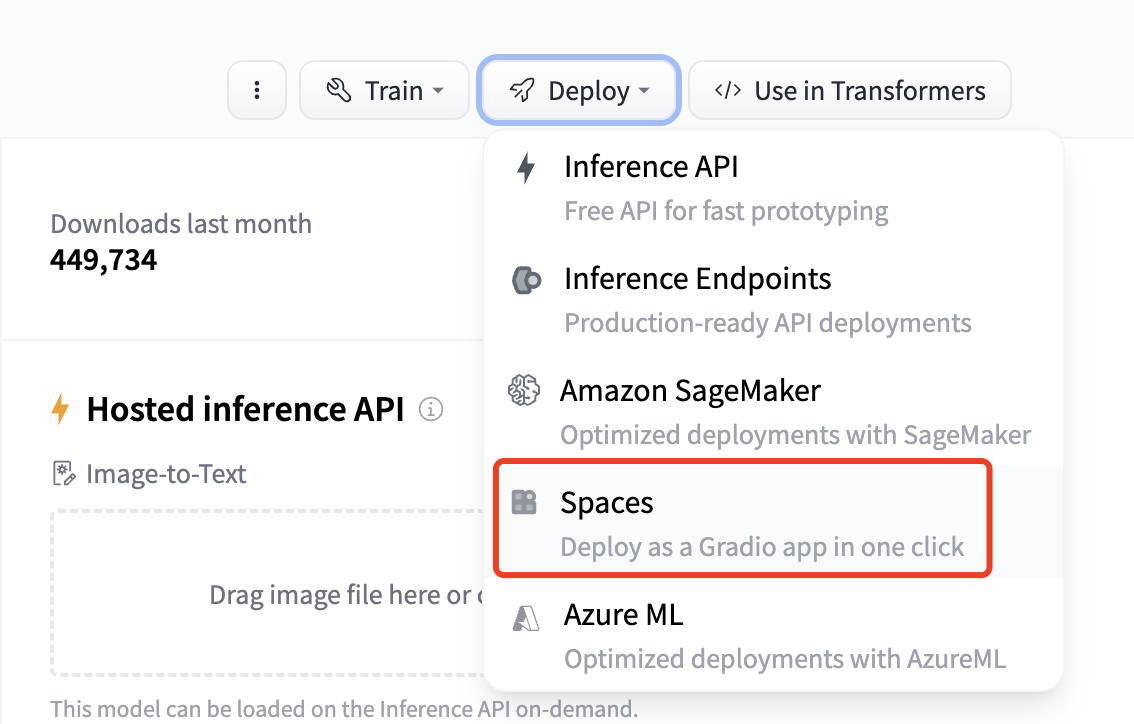 Train
Deploy
</> Use in Transformers
Downloads last month
449,734
Inference API
Free API for fast prototyping
Inference Endpoints
Production-ready API deployments
Amazon SageMaker
Optimized deployments with SageMaker
Spaces
Deploy as a Gradio app in one click
Azure ML
Optimized deployments with AzureML
Hosted inference API
Image-to-Text
Drag image file here or
This model can be loaded on the Inference API on-demand.